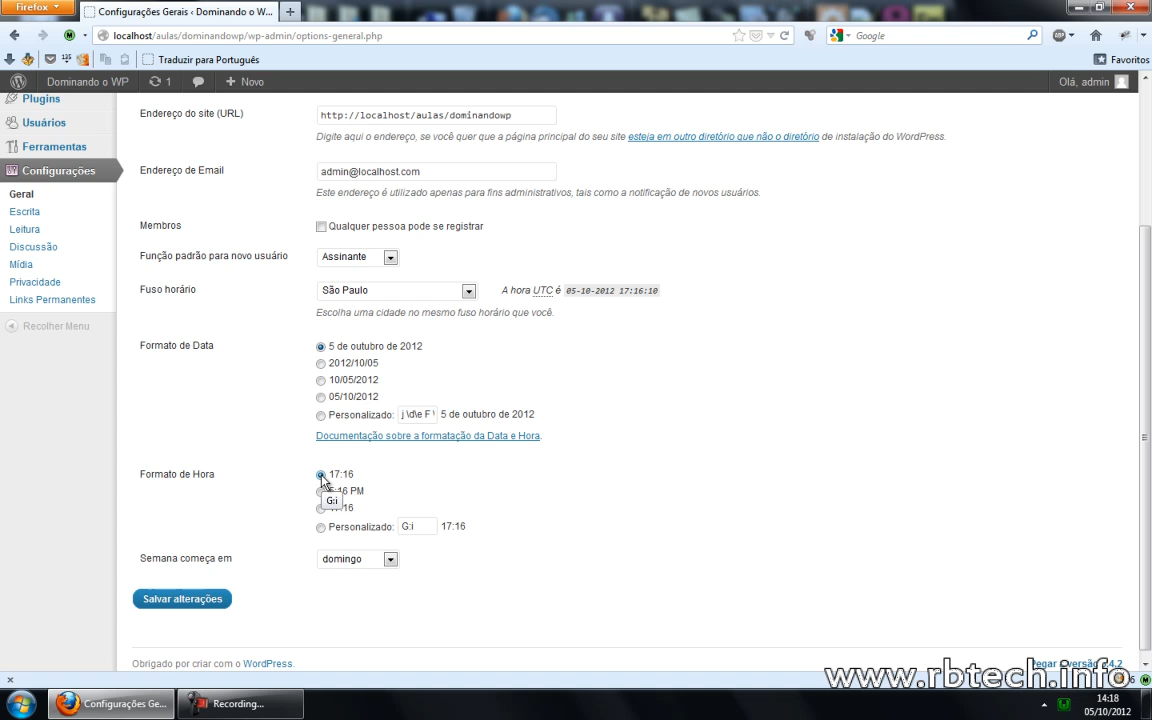 Firefox
Configurações Gerais ‹ Dominando o W...
localhost/aulas/dominandowp/wp-admin/options-general.php
Google
Traduzir para Português
Favoritos
Dominando o WP
1
Novo
Olá, admin
Plugins
Usuários
Ferramentas
Configurações
Geral
Escrita
Leitura
Discussão
Mídia
Privacidade
Links Permanentes
Recolher Menu
Endereço do site (URL)
http://localhost/aulas/dominandowp
Digite aqui o endereço, se você quer que a página principal do seu site esteja em outro diretório que não o diretório de instalação do WordPress.
Endereço de Email
admin@localhost.com
Este endereço é utilizado apenas para fins administrativos, tais como a notificação de novos usuários.
Membros
Qualquer pessoa pode se registrar
Função padrão para novo usuário
Assinante
Fuso horário
São Paulo
A hora UTC é 05-10-2012 17:16:10
Escolha uma cidade no mesmo fuso horário que você.
Formato de Data
5 de outubro de 2012
2012/10/05
10/05/2012
05/10/2012
Personalizado: j \d\e F \ 5 de outubro de 2012
Documentação sobre a formatação da Data e Hora.
Formato de Hora
17:16
PM
G:i
Personalizado: G:i 17:16
Semana começa em
domingo
Salvar alterações
Obrigado por criar com o WordPress.
www.rbtech.info
Configurações Ge...
Recording...
14:18
05/10/2012